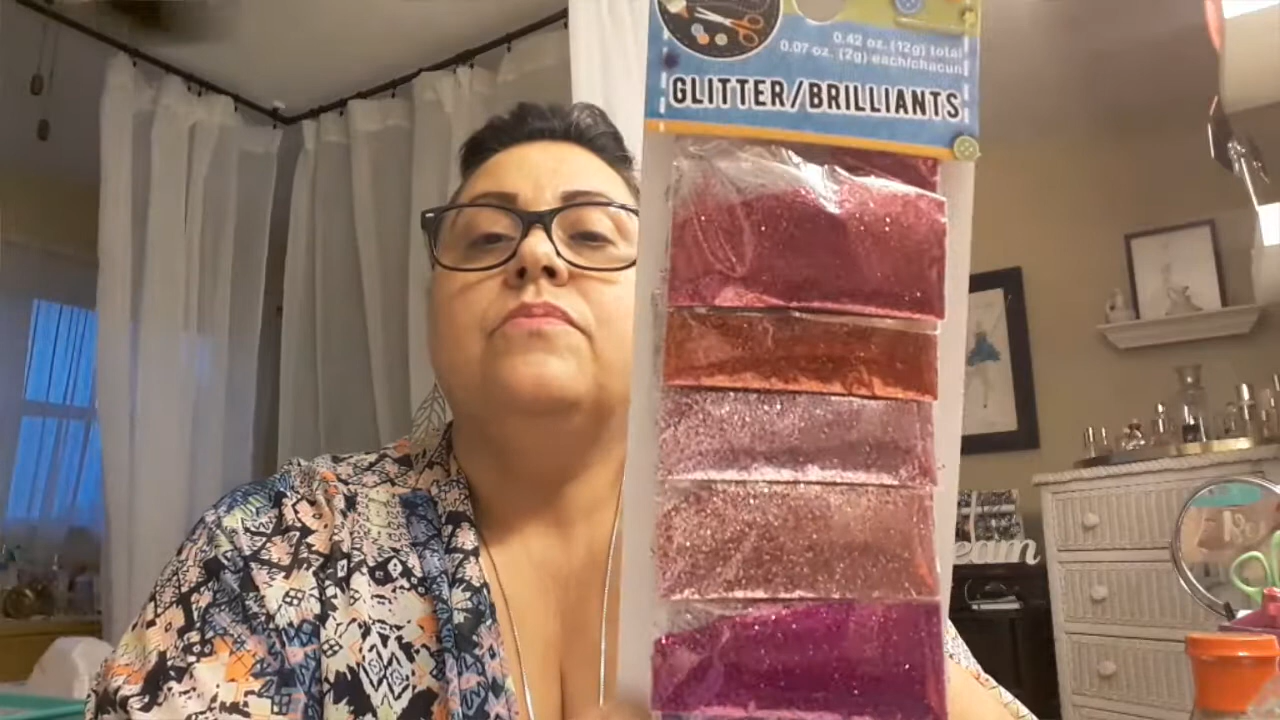 0.42 oz. (12g) total
0.07 oz. (2g) each/chacun
GLITTER/BRILLIANTS